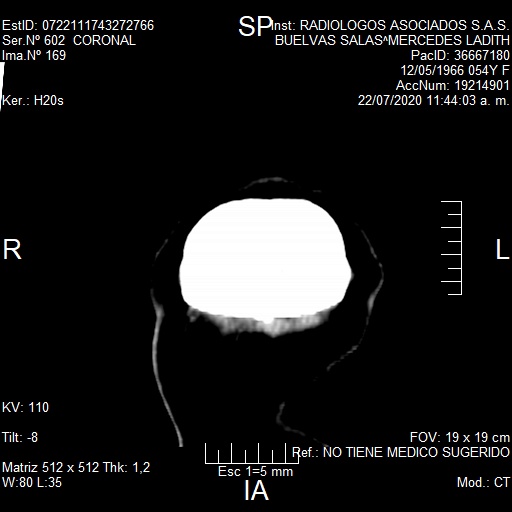 EstID: 0722111743272766
Ser.Nº 602 CORONAL
Ima.Nº 169
Ker.: H20s
SP
Inst: RADIOLOGOS ASOCIADOS S.A.S.
BUELVAS SALAS^MERCEDES LADITH
PacID: 36667180
12/05/1966 054Y F
AccNum: 19214901
22/07/2020 11:44:03 a. m.
R
L
KV: 110
Tilt: -8
Matriz 512 x 512 Thk: 1,2
W:80 L:35
Esc 1=5 mm
IA
FOV: 19 x 19 cm
Ref.: NO TIENE MEDICO SUGERIDO
Mod.: CT